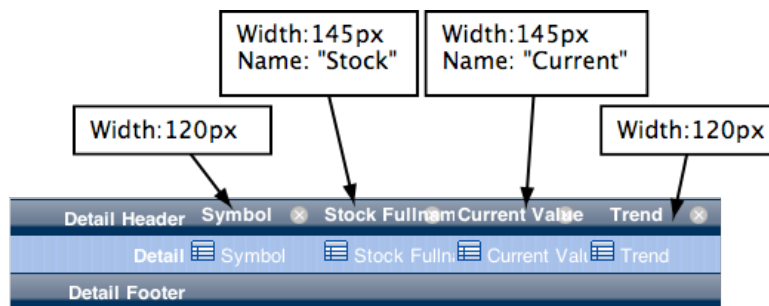 Width:145px
Name: "Stock"
Width:145px
Name: "Current"
Width:120px
Width:120px
Detail Header Symbol Stock Fullnam Current Value Trend
Detail Symbol Stock Fulln Current Valu Trend
Detail Footer